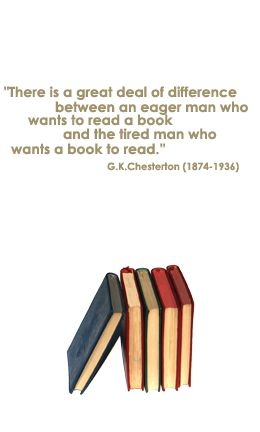 "There is a great deal of difference
between an eager man who
wants to read a book
and the tired man who
wants a book to read."
G.K.Chesterton (1874-1936)